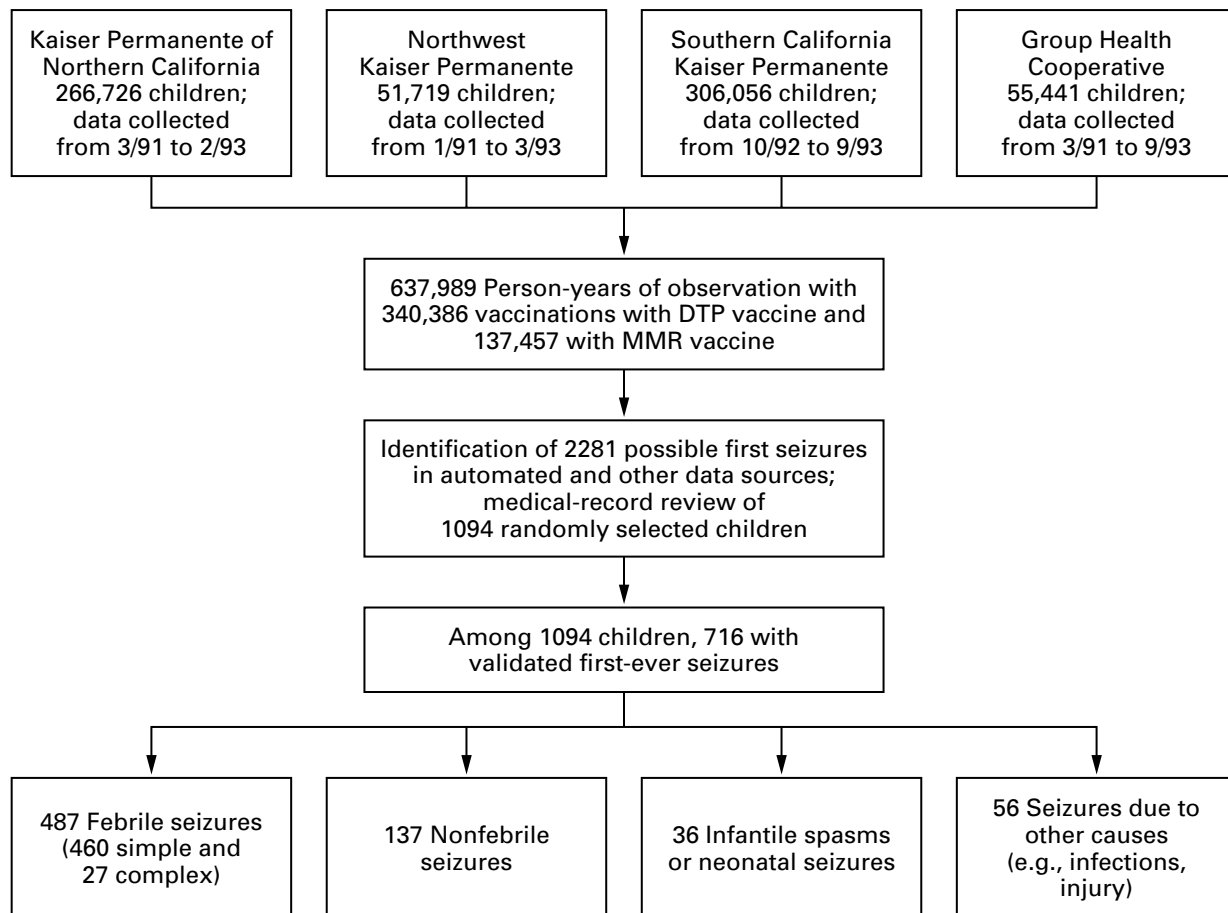 Kaiser Permanente of
Northern California
266,726 children;
data collected
from 3/91 to 2/93
Northwest
Kaiser Permanente
51,719 children;
data collected
from 1/91 to 3/93
Southern California
Kaiser Permanente
306,056 children;
data collected
from 10/92 to 9/93
Group Health
Cooperative
55,441 children;
data collected
from 3/91 to 9/93
637,989 Person-years of observation with
340,386 vaccinations with DTP vaccine and
137,457 with MMR vaccine
Identification of 2281 possible first seizures
in automated and other data sources;
medical-record review of
1094 randomly selected children
Among 1094 children, 716 with
validated first-ever seizures
487 Febrile seizures
(460 simple and
27 complex)
137 Nonfebrile
seizures
36 Infantile spasms
or neonatal seizures
56 Seizures due to
other causes
(e.g., infections,
injury)